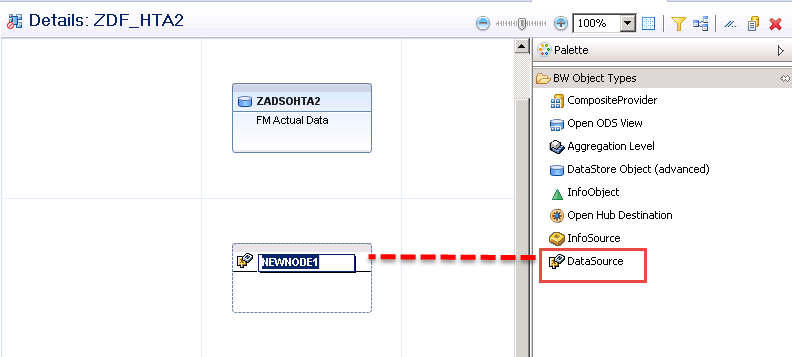 Details: ZDF_HTA2
100%
Palette
BW Object Types
ZADSOHTA2
FM Actual Data
CompositeProvider
Open ODS View
Aggregation Level
DataStore Object (advanced)
InfoObject
Open Hub Destination
InfoSource
NEWNODE1
DataSource